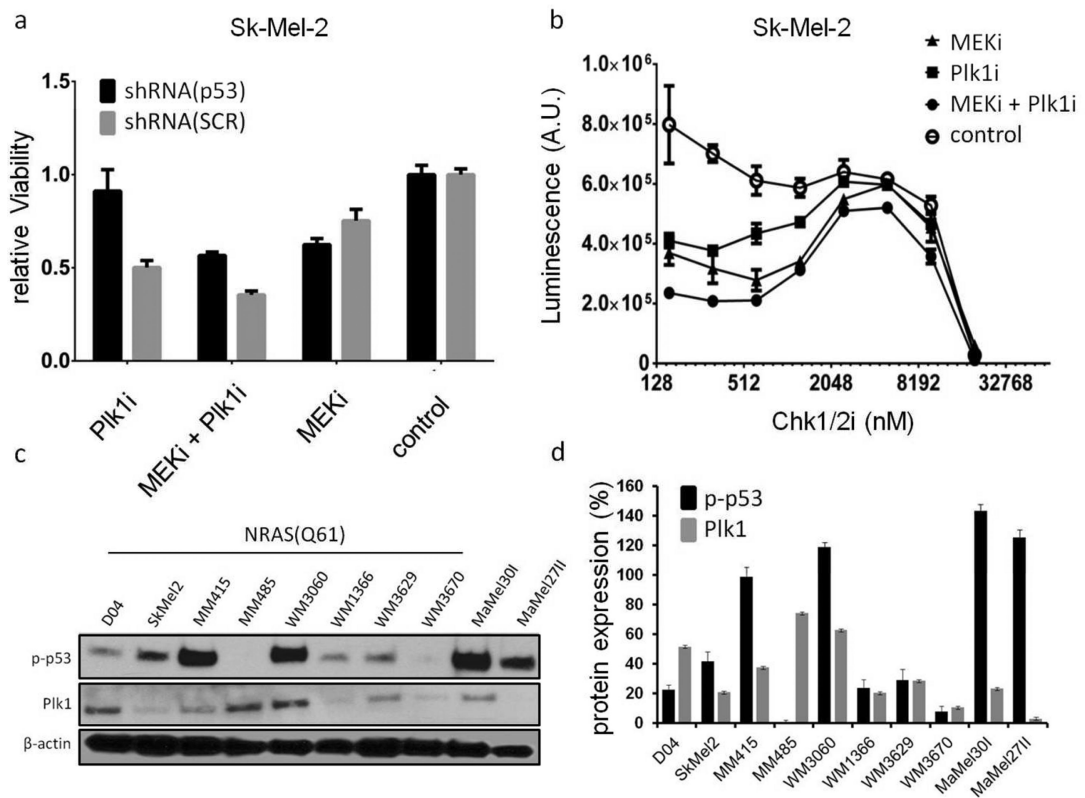 a
Sk-Mel-2
relative Viability
1.5
1.0
0.5
0.0
shRNA(p53)
shRNA(SCR)
Plk1i
MEKi + Plk1i
MEKi
control
b
Sk-Mel-2
Luminescence (A.U.)
1.0×10⁶
8.0×10⁵
6.0×10⁵
4.0×10⁵
2.0×10⁵
0
128 512 2048 8192 32768
Chk1/2i (nM)
MEKi
Plk1i
MEKi + Plk1i
control
c
NRAS(Q61)
D04 SkMel2 MM415 MM485 WM3060 WM1366 WM3629 WM3670 MaMel30I MaMel27II
p-p53
Plk1
β-actin
d
protein expression (%)
160
140
120
100
80
60
40
20
0
p-p53
Plk1
D04 SkMel2 MM415 MM485 WM3060 WM1366 WM3629 WM3670 MaMel30I MaMel27II